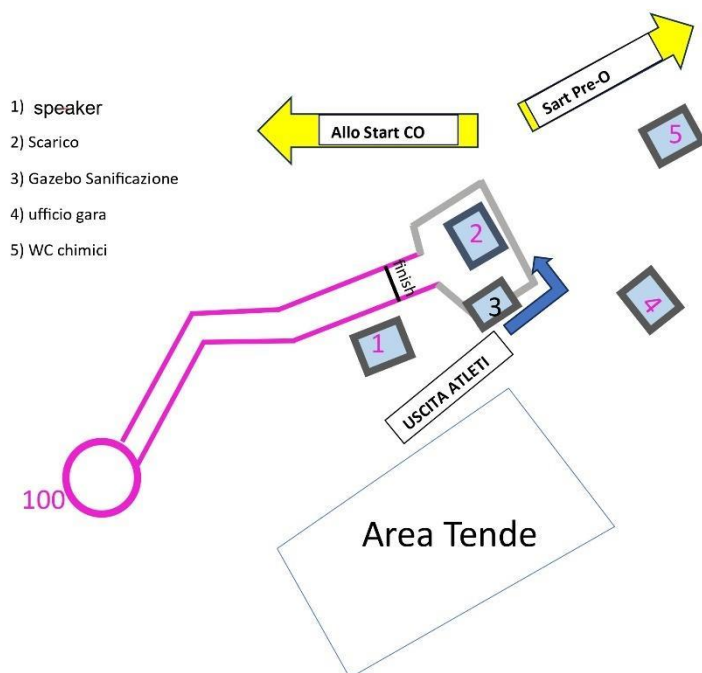 1) speaker
2) Scarico
3) Gazebo Sanificazione
4) ufficio gara
5) WC chimici
Allo Start CO
Sart Pre-O
5
2
finish
3
4
1
USCITA ATLETI
100
Area Tende